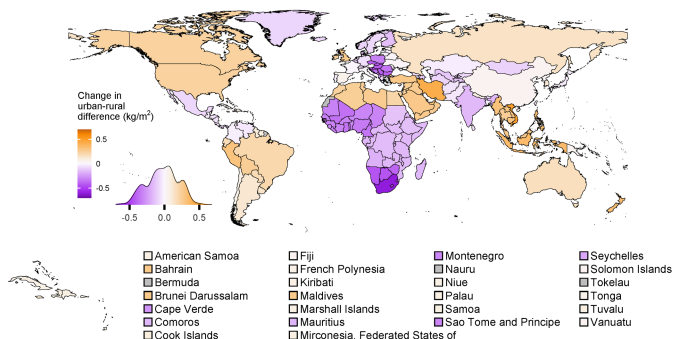 Change in
urban-rural
difference (kg/m²)
0.5
0.0
-0.5
-0.5 0.0 0.5
American Samoa
Bahrain
Bermuda
Brunei Darussalam
Cape Verde
Comoros
Cook Islands
Fiji
French Polynesia
Kiribati
Maldives
Marshall Islands
Mauritius
Mirconesia, Federated States of
Montenegro
Nauru
Niue
Palau
Samoa
Sao Tome and Principe
Seychelles
Solomon Islands
Tokelau
Tonga
Tuvalu
Vanuatu